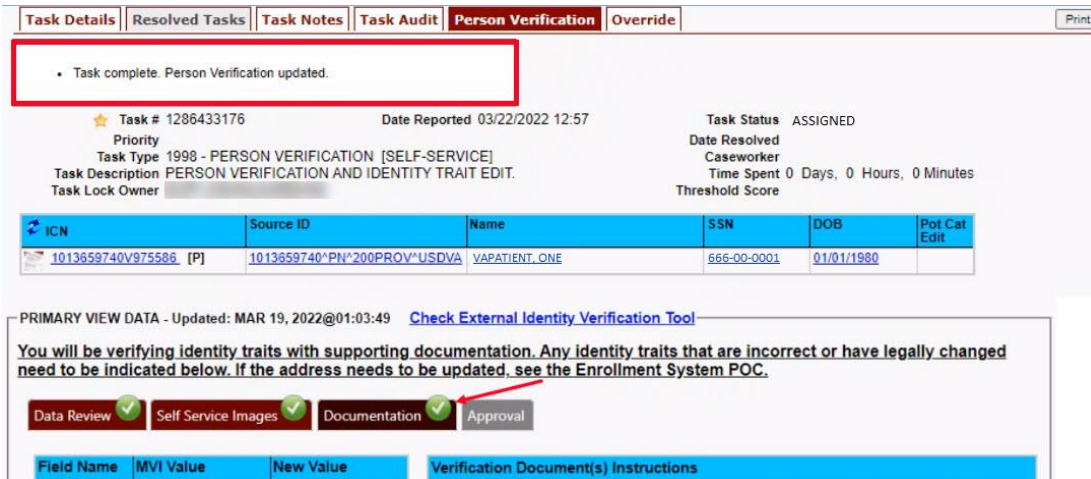 Task Details Resolved Tasks Task Notes Task Audit Person Verification Override Print
• Task complete. Person Verification updated.
Task # 1286433176 Date Reported 03/22/2022 12:57 Task Status ASSIGNED
Priority Date Resolved
Task Type 1998 - PERSON VERIFICATION [SELF-SERVICE] Caseworker
Task Description PERSON VERIFICATION AND IDENTITY TRAIT EDIT. Time Spent 0 Days, 0 Hours, 0 Minutes
Task Lock Owner Threshold Score
ICN Source ID Name SSN DOB Pot Cat Edit
1013659740V975586 [P] 1013659740^PN^200PROV^USDVA VAPATIENT, ONE 666-00-0001 01/01/1980
PRIMARY VIEW DATA - Updated: MAR 19, 2022@01:03:49 Check External Identity Verification Tool
You will be verifying identity traits with supporting documentation. Any identity traits that are incorrect or have legally changed
need to be indicated below. If the address needs to be updated, see the Enrollment System POC.
Data Review Self Service Images Documentation Approval
Field Name MVI Value New Value Verification Document(s) Instructions